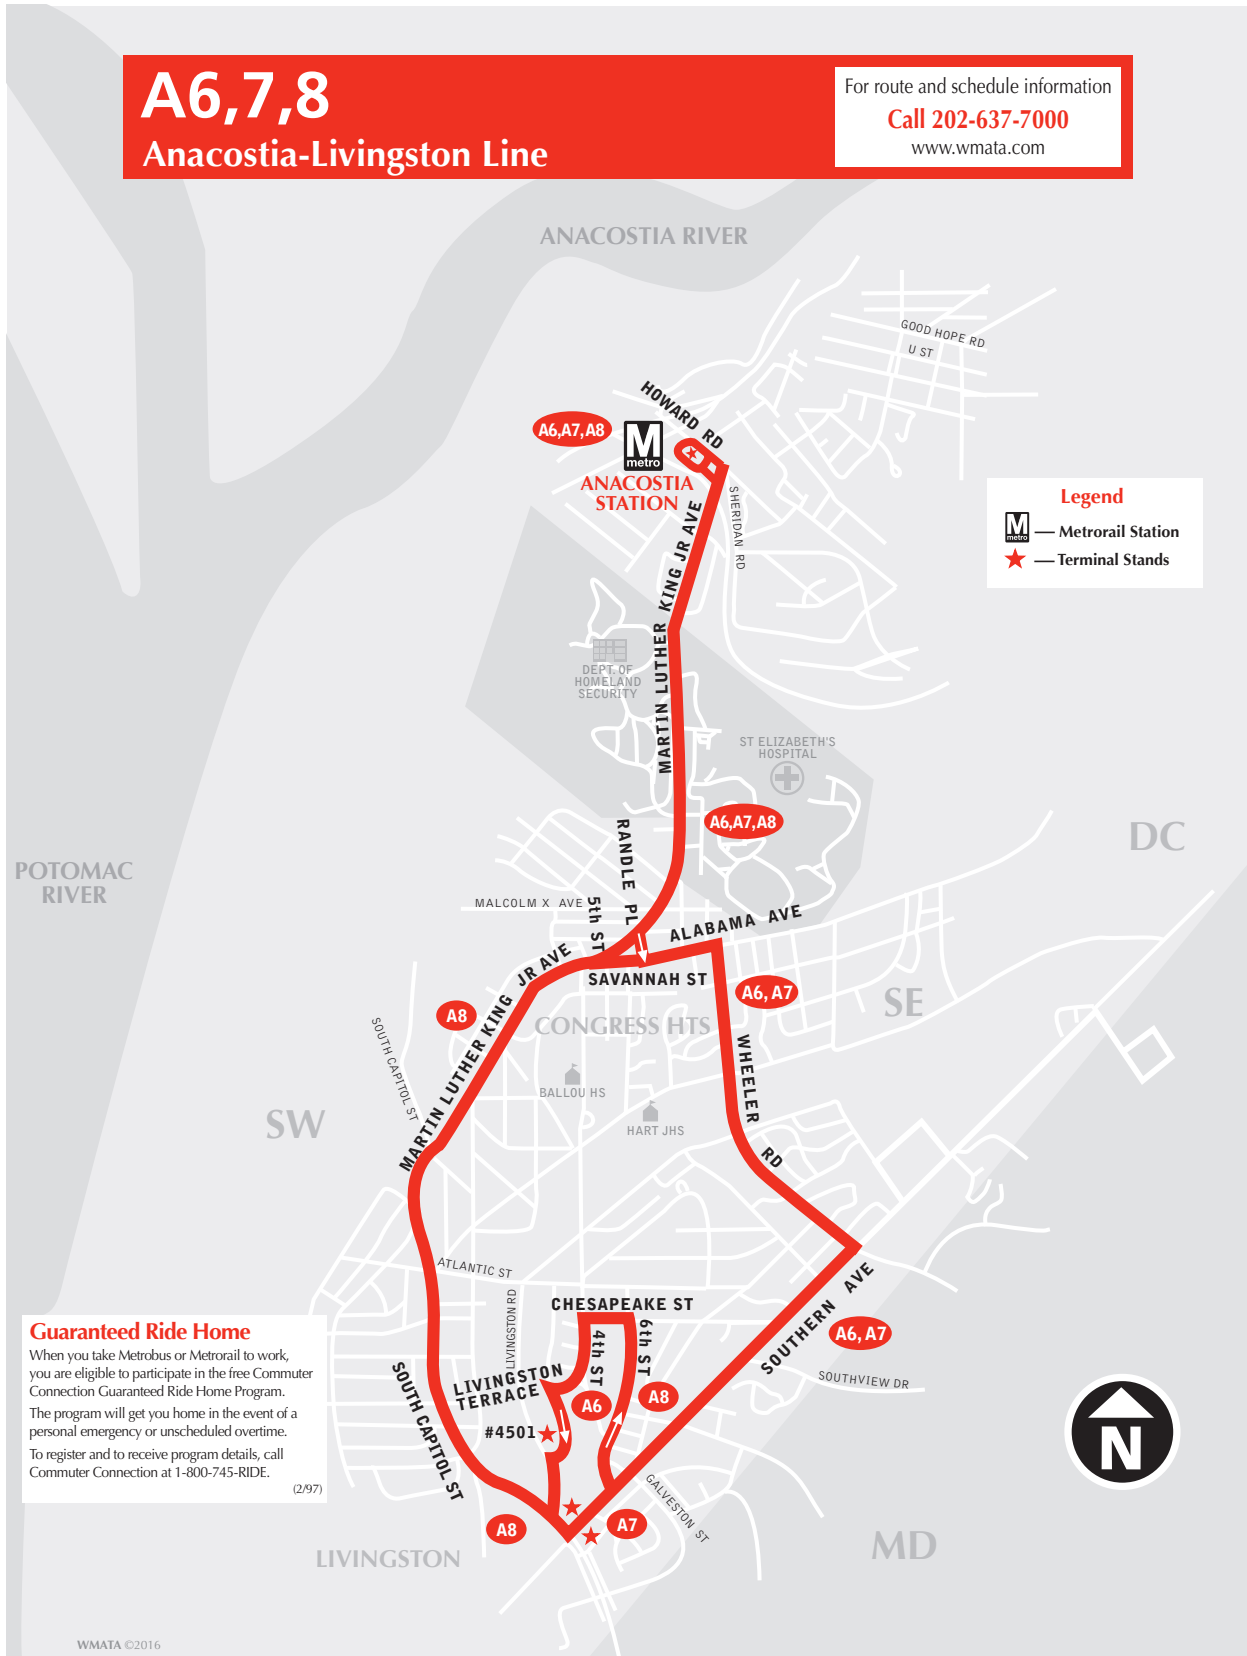 A6,7,8
Anacostia-Livingston Line
For route and schedule information
Call 202-637-7000
www.wmata.com
ANACOSTIA RIVER
GOOD HOPE RD
U ST
HOWARD RD
A6,A7,A8
M
metro
ANACOSTIA
STATION
SHERIDAN RD
Legend
M
metro
— Metrorail Station
— Terminal Stands
MARTIN LUTHER KING JR AVE
DEPT. OF
HOMELAND
SECURITY
ST ELIZABETH'S
HOSPITAL
A6,A7,A8
RANDLE PL
DC
POTOMAC
RIVER
MALCOLM X AVE
5th ST
ALABAMA AVE
SAVANNAH ST
MARTIN LUTHER KING JR AVE
A6, A7
SE
A8
CONGRESS HTS
SOUTH CAPITOL ST
WHEELER RD
BALLOU HS
HART JHS
SW
ATLANTIC ST
LIVINGSTON RD
CHESAPEAKE ST
4th ST
6th ST
SOUTHERN AVE
A6, A7
SOUTHVIEW DR
Guaranteed Ride Home
When you take Metrobus or Metrorail to work,
you are eligible to participate in the free Commuter
Connection Guaranteed Ride Home Program.
The program will get you home in the event of a
personal emergency or unscheduled overtime.
To register and to receive program details, call
Commuter Connection at 1-800-745-RIDE.
(2/97)
SOUTH CAPITOL ST
LIVINGSTON
TERRACE
A6
A8
#4501
GALVESTON ST
N
A8
A7
LIVINGSTON
MD
WMATA ©2016